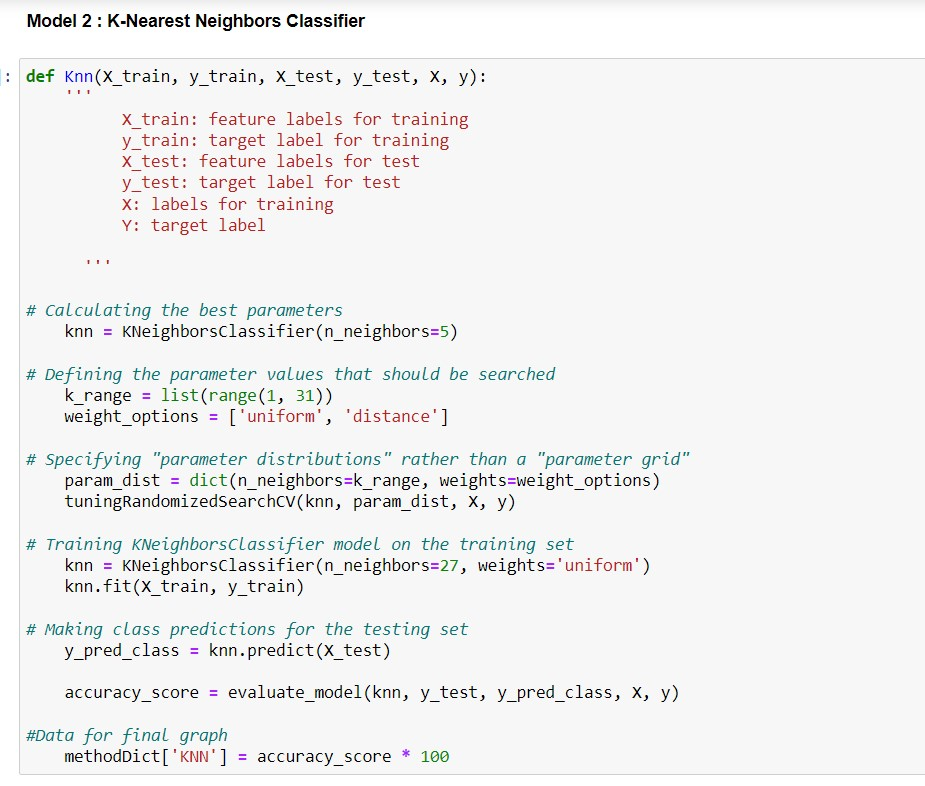 Model 2 : K-Nearest Neighbors Classifier
]: def Knn(X_train, y_train, X_test, y_test, X, y):
'''
X_train: feature labels for training
y_train: target label for training
X_test: feature labels for test
y_test: target label for test
X: labels for training
Y: target label
'''
# Calculating the best parameters
knn = KNeighborsClassifier(n_neighbors=5)
# Defining the parameter values that should be searched
k_range = list(range(1, 31))
weight_options = ['uniform', 'distance']
# Specifying "parameter distributions" rather than a "parameter grid"
param_dist = dict(n_neighbors=k_range, weights=weight_options)
tuningRandomizedSearchCV(knn, param_dist, X, y)
# Training KNeighborsClassifier model on the training set
knn = KNeighborsClassifier(n_neighbors=27, weights='uniform')
knn.fit(X_train, y_train)
# Making class predictions for the testing set
y_pred_class = knn.predict(X_test)
accuracy_score = evaluate_model(knn, y_test, y_pred_class, X, y)
#Data for final graph
methodDict['KNN'] = accuracy_score * 100